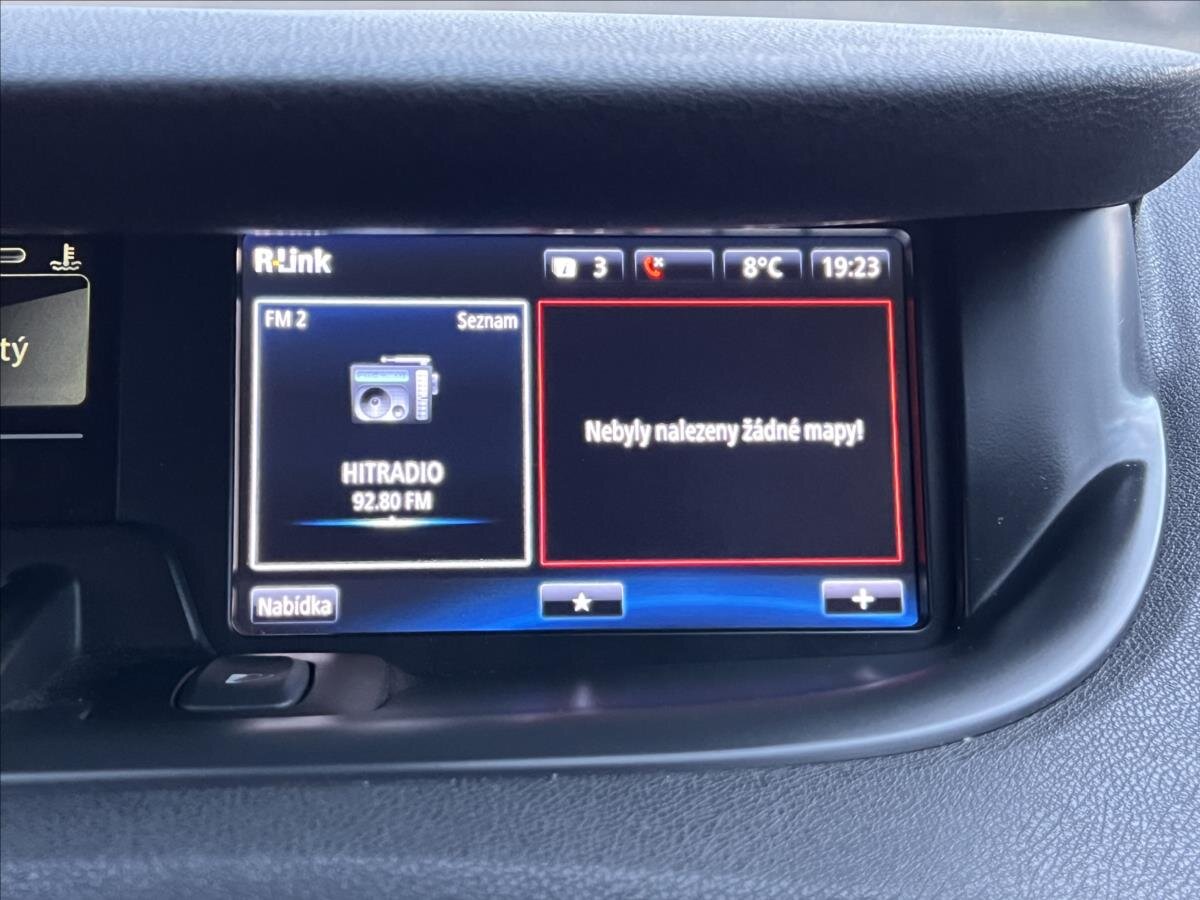 R-Link
3
8°C
19:23
FM 2
Seznam
HITRADIO
92.80 FM
Nebyly nalezeny žádné mapy!
tý
Nabídka